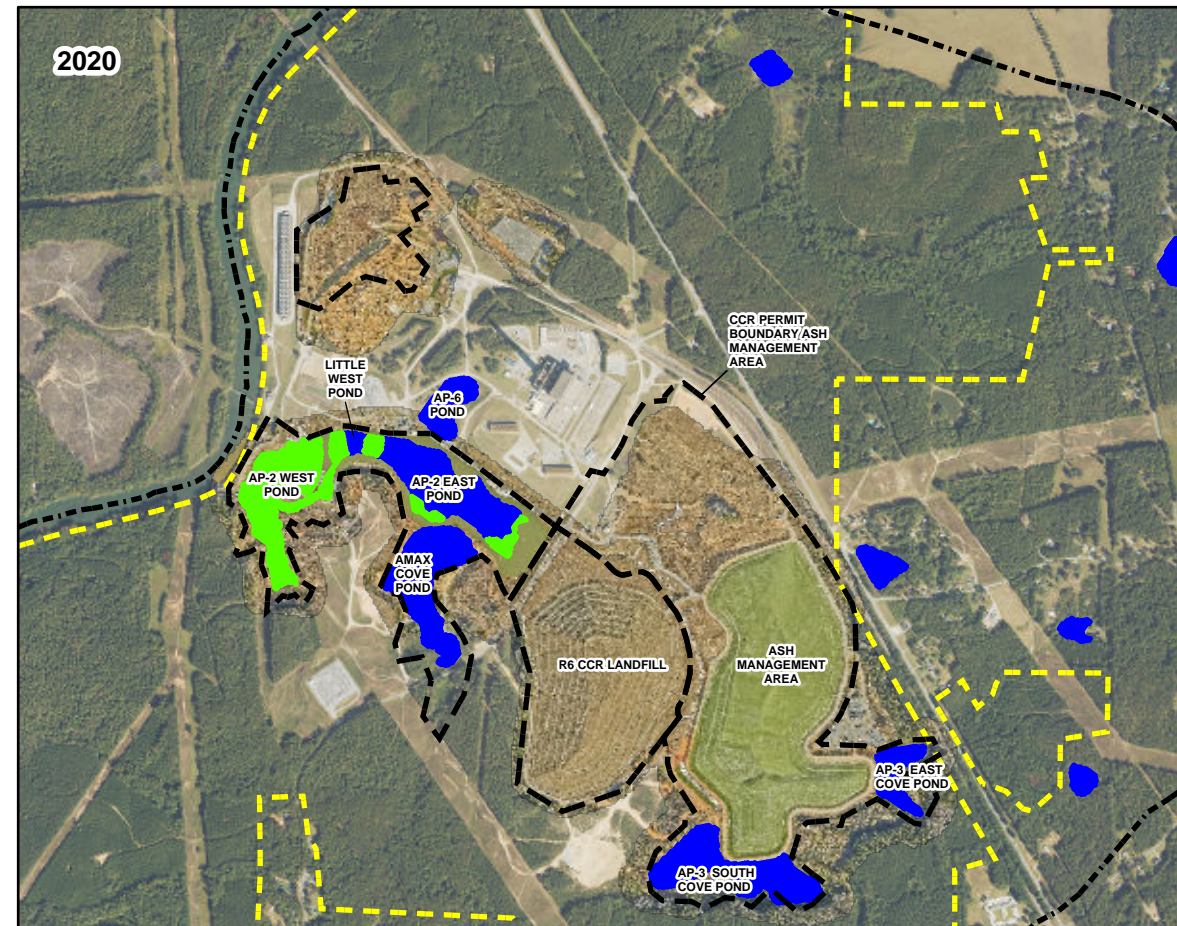 2020
CCR PERMIT
BOUNDARY ASH
MANAGEMENT
AREA
LITTLE
WEST
POND
AP-6
POND
AP-2 WEST
POND
AP-2 EAST
POND
AMAX
COVE
POND
R6 CCR LANDFILL
ASH
MANAGEMENT
AREA
AP-3 EAST
COVE POND
AP-3 SOUTH
COVE POND